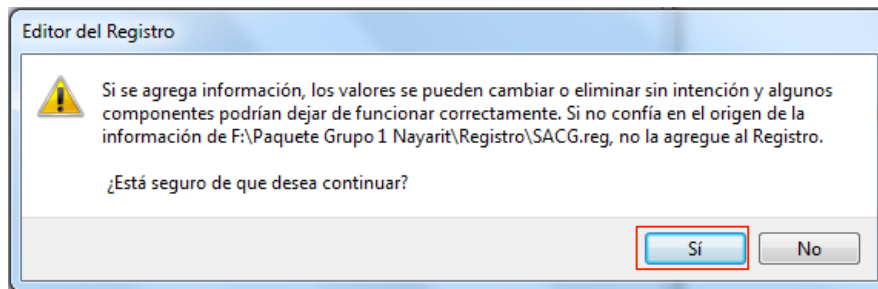 Editor del Registro
Si se agrega información, los valores se pueden cambiar o eliminar sin intención y algunos
componentes podrían dejar de funcionar correctamente. Si no confía en el origen de la
información de F:\Paquete Grupo 1 Nayarit\Registro\SACG.reg, no la agregue al Registro.
¿Está seguro de que desea continuar?
Sí No